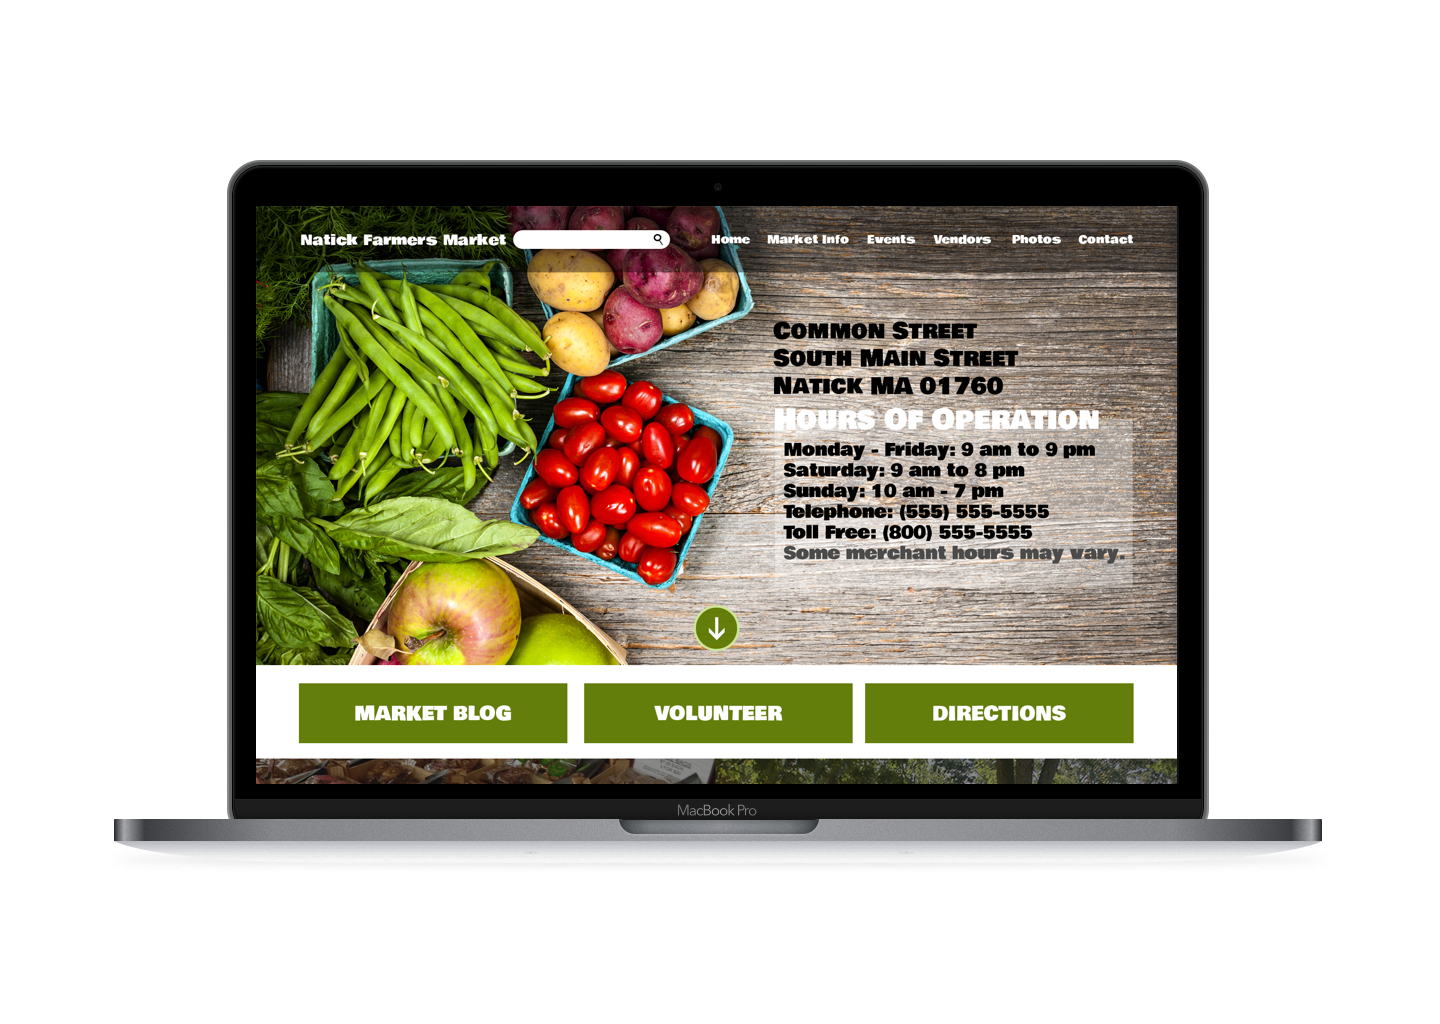 Natick Farmers Market
Home Market Info Events Vendors Photos Contact
COMMON STREET
SOUTH MAIN STREET
NATICK MA 01760
HOURS OF OPERATION
Monday - Friday: 9 am to 9 pm
Saturday: 9 am to 8 pm
Sunday: 10 am - 7 pm
Telephone: (555) 555-5555
Toll Free: (800) 555-5555
Some merchant hours may vary.
MARKET BLOG
VOLUNTEER
DIRECTIONS
MacBook Pro